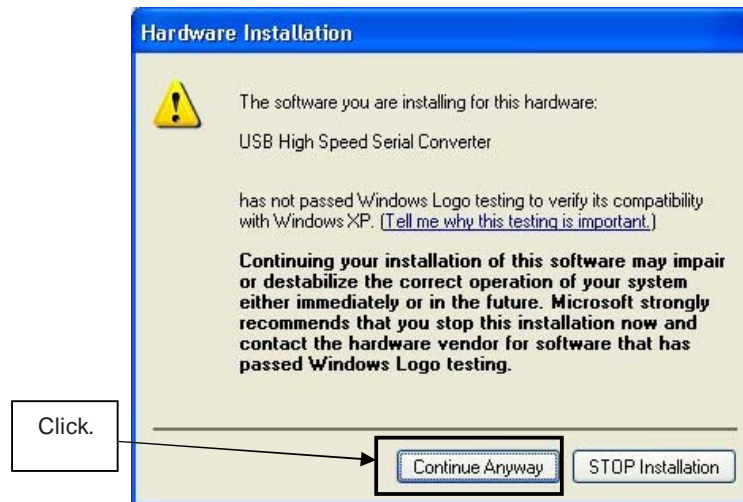 Hardware Installation
The software you are installing for this hardware:
USB High Speed Serial Converter
has not passed Windows Logo testing to verify its compatibility
with Windows XP. (Tell me why this testing is important.)
Continuing your installation of this software may impair
or destabilize the correct operation of your system
either immediately or in the future. Microsoft strongly
recommends that you stop this installation now and
contact the hardware vendor for software that has
passed Windows Logo testing.
Click.
Continue Anyway
STOP Installation